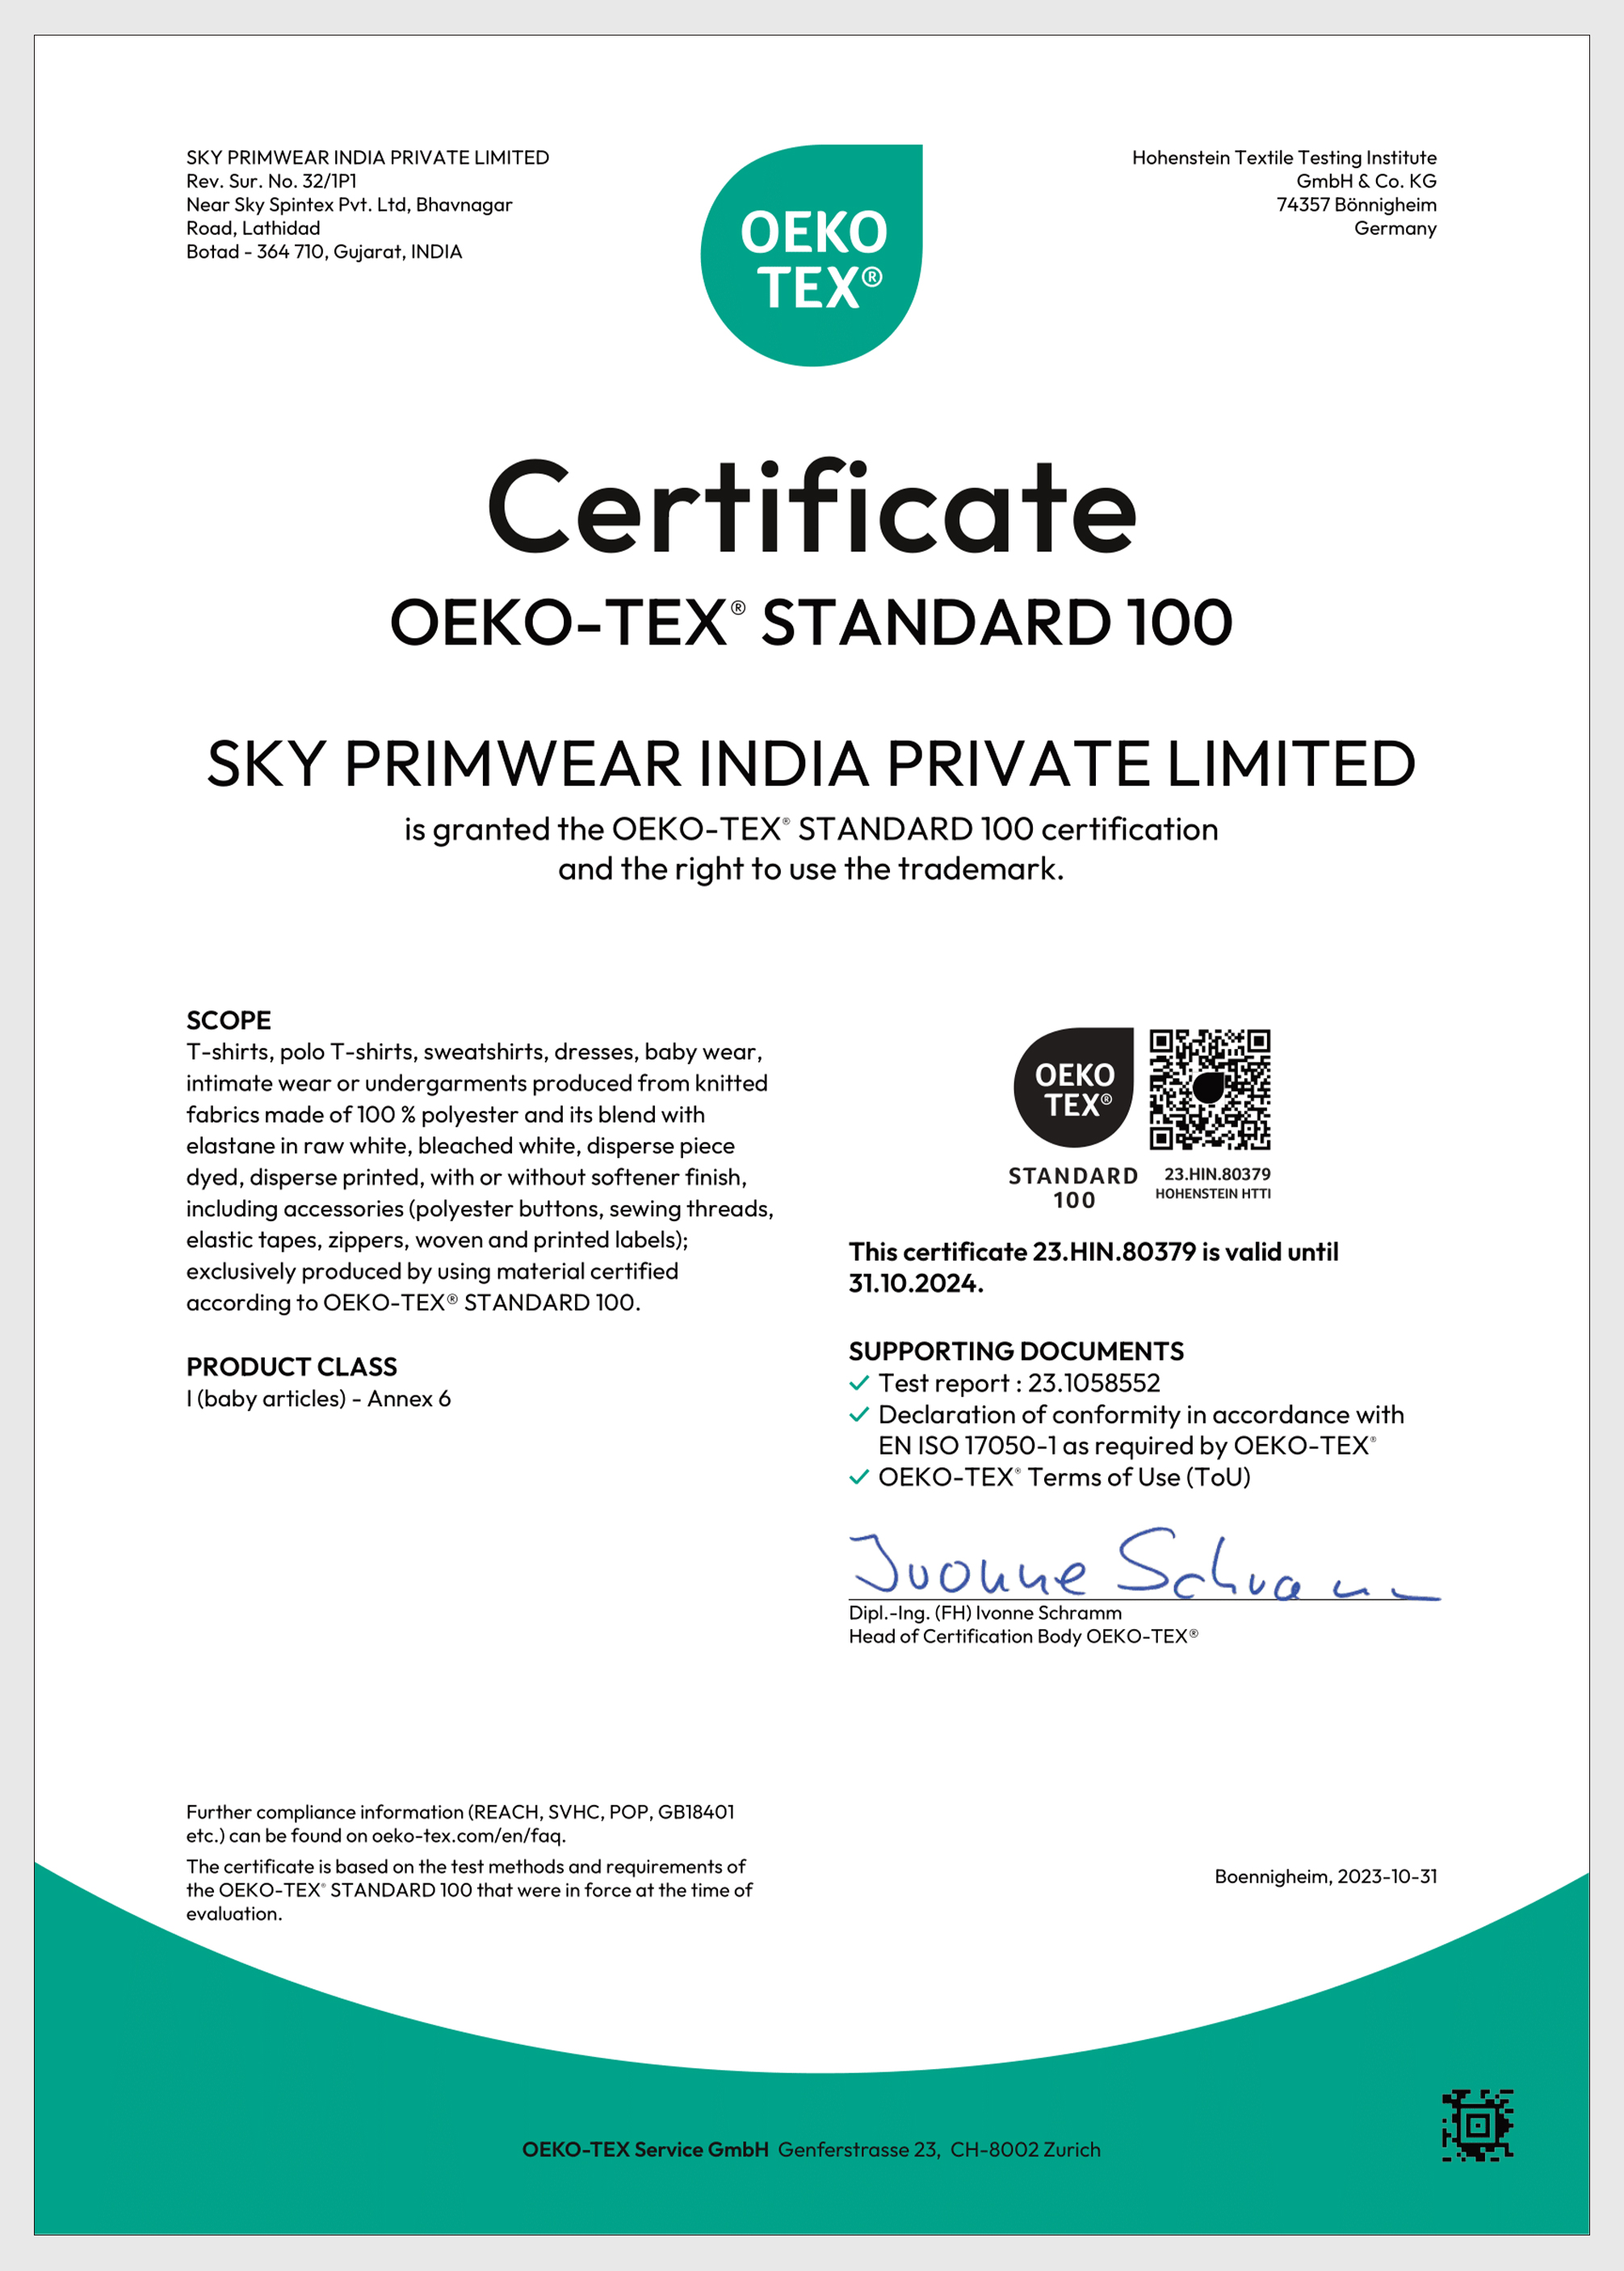 SKY PRIMWEAR INDIA PRIVATE LIMITED
Rev. Sur. No. 32/1P1
Near Sky Spintex Pvt. Ltd, Bhavnagar
Road, Lathidad
Botad - 364 710, Gujarat, INDIA
OEKO
TEX®
Hohenstein Textile Testing Institute
GmbH & Co. KG
74357 Bönnigheim
Germany
Certificate
OEKO-TEX® STANDARD 100
SKY PRIMWEAR INDIA PRIVATE LIMITED
is granted the OEKO-TEX® STANDARD 100 certification
and the right to use the trademark.
SCOPE
T-shirts, polo T-shirts, sweatshirts, dresses, baby wear,
intimate wear or undergarments produced from knitted
fabrics made of 100 % polyester and its blend with
elastane in raw white, bleached white, disperse piece
dyed, disperse printed, with or without softener finish,
including accessories (polyester buttons, sewing threads,
elastic tapes, zippers, woven and printed labels);
exclusively produced by using material certified
according to OEKO-TEX® STANDARD 100.
PRODUCT CLASS
I (baby articles) - Annex 6
OEKO
TEX®
STANDARD
100
23.HIN.80379
HOHENSTEIN HTTI
This certificate 23.HIN.80379 is valid until
31.10.2024.
SUPPORTING DOCUMENTS
✓ Test report : 23.1058552
✓ Declaration of conformity in accordance with
EN ISO 17050-1 as required by OEKO-TEX®
✓ OEKO-TEX® Terms of Use (ToU)
Ivonne Schramm
Dipl.-Ing. (FH) Ivonne Schramm
Head of Certification Body OEKO-TEX®
Further compliance information (REACH, SVHC, POP, GB18401
etc.) can be found on oeko-tex.com/en/faq.
The certificate is based on the test methods and requirements of
the OEKO-TEX® STANDARD 100 that were in force at the time of
evaluation.
Boennigheim, 2023-10-31
OEKO-TEX Service GmbH Genferstrasse 23, CH-8002 Zurich